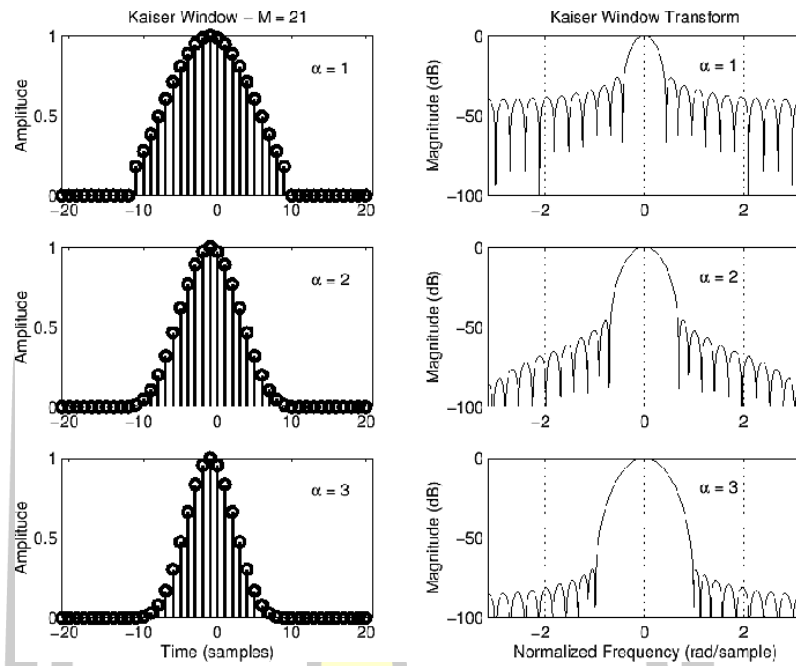 Kaiser Window – M = 21
Kaiser Window Transform
Amplitude
1
0.5
0
α = 1
−20
−10
0
10
20
Magnitude (dB)
0
−50
−100
α = 1
−2
0
2
Amplitude
1
0.5
0
α = 2
−20
−10
0
10
20
Magnitude (dB)
0
−50
−100
α = 2
−2
0
2
Amplitude
1
0.5
0
α = 3
−20
−10
0
10
20
Time (samples)
Magnitude (dB)
0
−50
−100
α = 3
−2
0
2
Normalized Frequency (rad/sample)